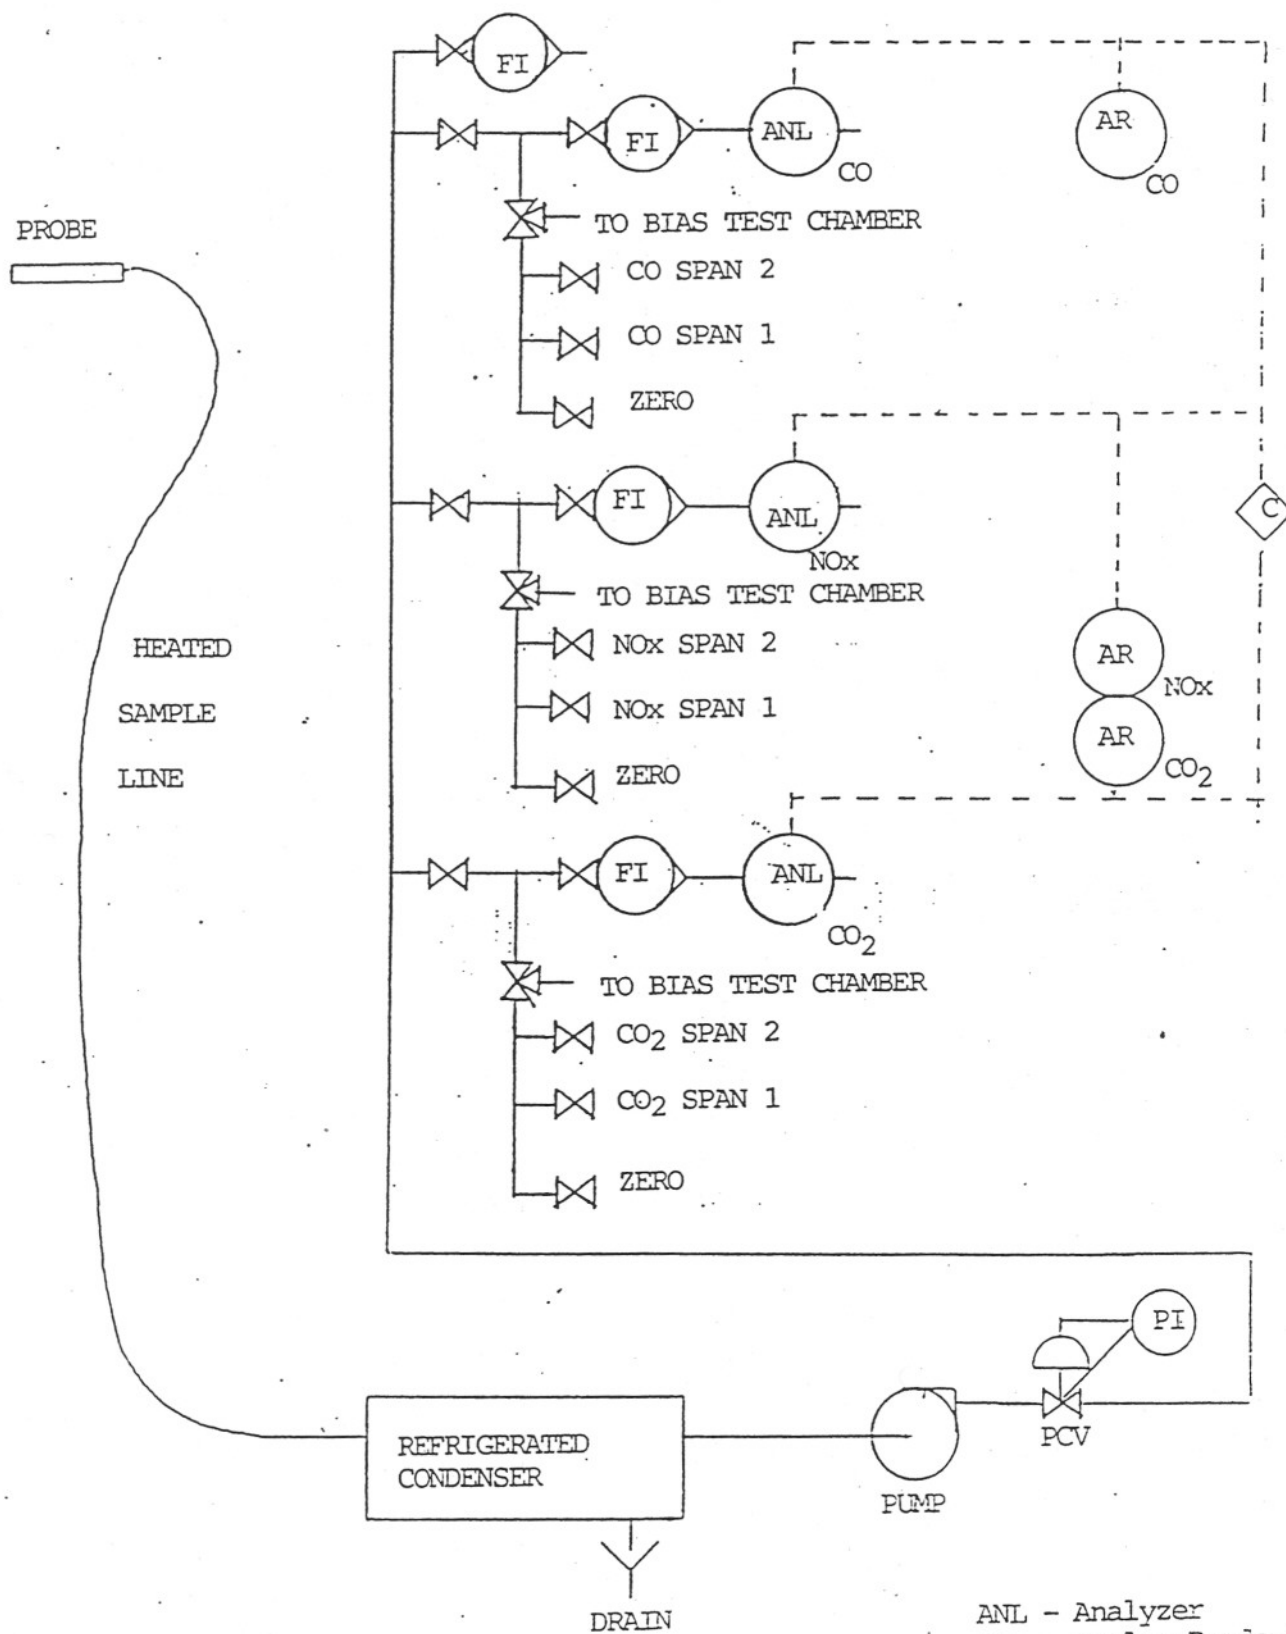 FI
FI
ANL
CO
AR
CO
PROBE
TO BIAS TEST CHAMBER
CO SPAN 2
CO SPAN 1
ZERO
FI
ANL
NOx
C
TO BIAS TEST CHAMBER
HEATED
SAMPLE
LINE
NOx SPAN 2
NOx SPAN 1
ZERO
AR
NOx
AR
CO2
FI
ANL
CO2
TO BIAS TEST CHAMBER
CO2 SPAN 2
CO2 SPAN 1
ZERO
PI
PCV
REFRIGERATED
CONDENSER
PUMP
DRAIN
ANL - Analyzer